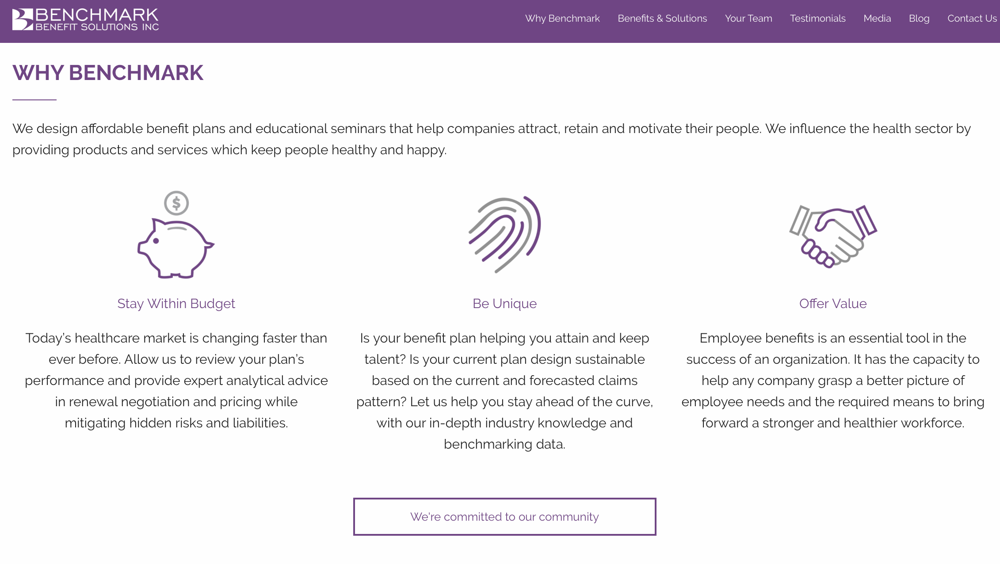 BENCHMARK
BENEFIT SOLUTIONS INC
Why Benchmark Benefits & Solutions Your Team Testimonials Media Blog Contact Us
WHY BENCHMARK
We design affordable benefit plans and educational seminars that help companies attract, retain and motivate their people. We influence the health sector by
providing products and services which keep people healthy and happy.
$
Stay Within Budget
Today’s healthcare market is changing faster than
ever before. Allow us to review your plan’s
performance and provide expert analytical advice
in renewal negotiation and pricing while
mitigating hidden risks and liabilities.
Be Unique
Is your benefit plan helping you attain and keep
talent? Is your current plan design sustainable
based on the current and forecasted claims
pattern? Let us help you stay ahead of the curve,
with our in-depth industry knowledge and
benchmarking data.
Offer Value
Employee benefits is an essential tool in the
success of an organization. It has the capacity to
help any company grasp a better picture of
employee needs and the required means to bring
forward a stronger and healthier workforce.
We're committed to our community